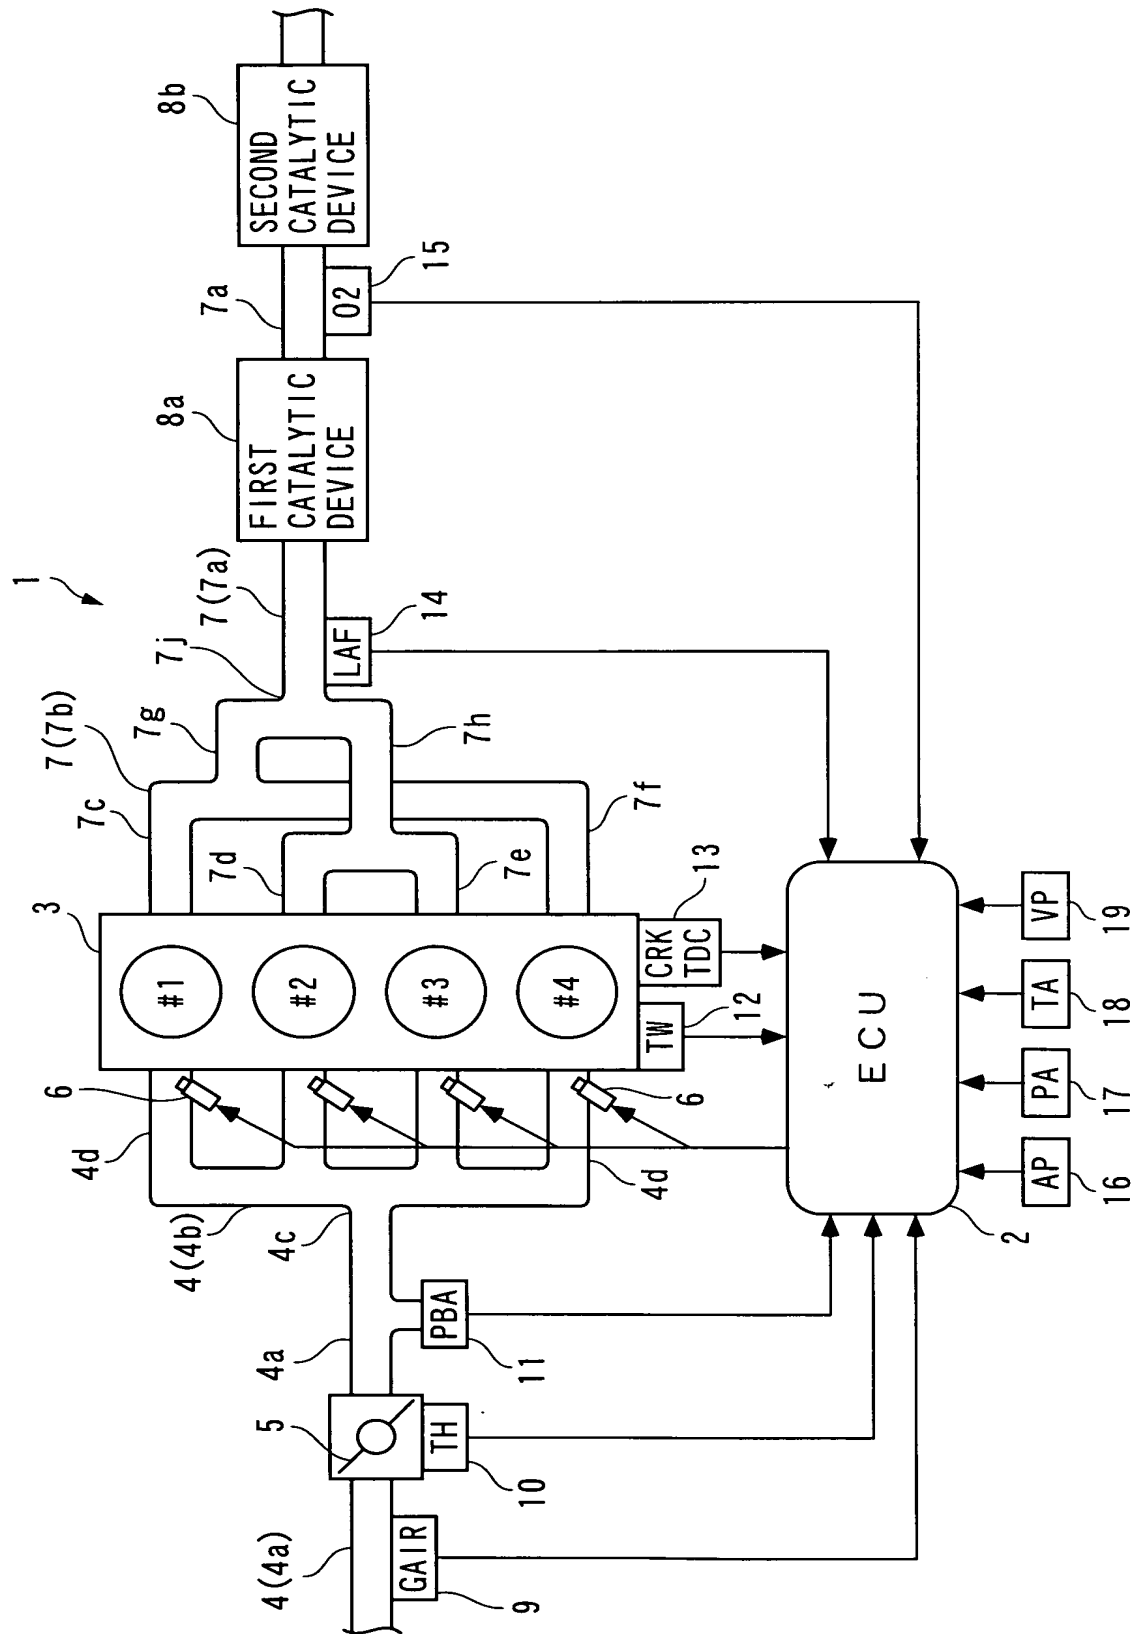 1
8b
SECOND
CATALYTIC
DEVICE
7a
O2
15
8a
FIRST
CATALYTIC
DEVICE
7(7a)
7j
LAF
14
7(7b)
7g
7h
7c
7d
7e
7f
3
#1
#2
#3
#4
CRK
TDC
13
TW
12
6
6
4d
4d
4(4b)
4c
4a
PBA
11
5
TH
10
4(4a)
GAIR
9
ECU
2
AP
16
PA
17
TA
18
VP
19